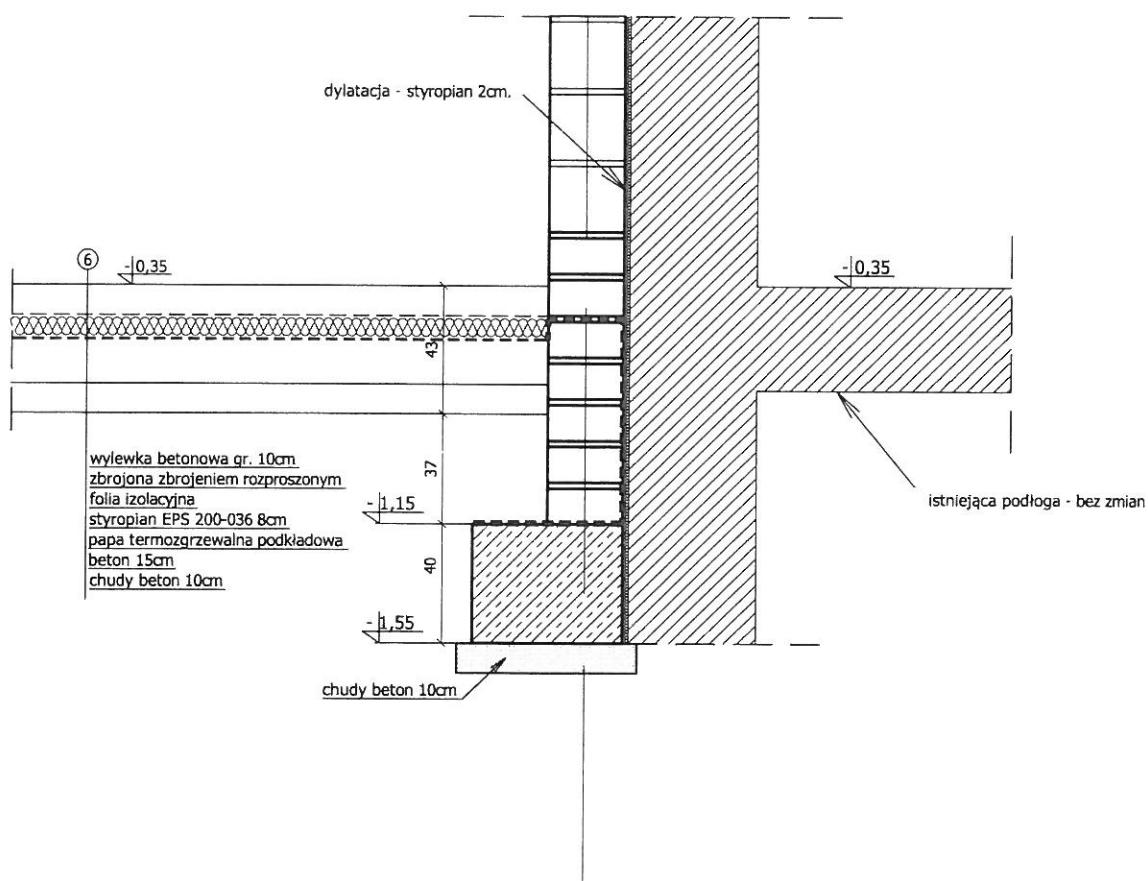 dylatacja - styropian 2cm.
6
-0,35
-0,35
43
wylewka betonowa gr. 10cm
zbrojona zbrojeniem rozproszonym
folia izolacyjna
styropian EPS 200-036 8cm
papa termozgrzewalna podkładowa
beton 15cm
chudy beton 10cm
37
-1,15
istniejąca podłoga - bez zmian
40
-1,55
chudy beton 10cm